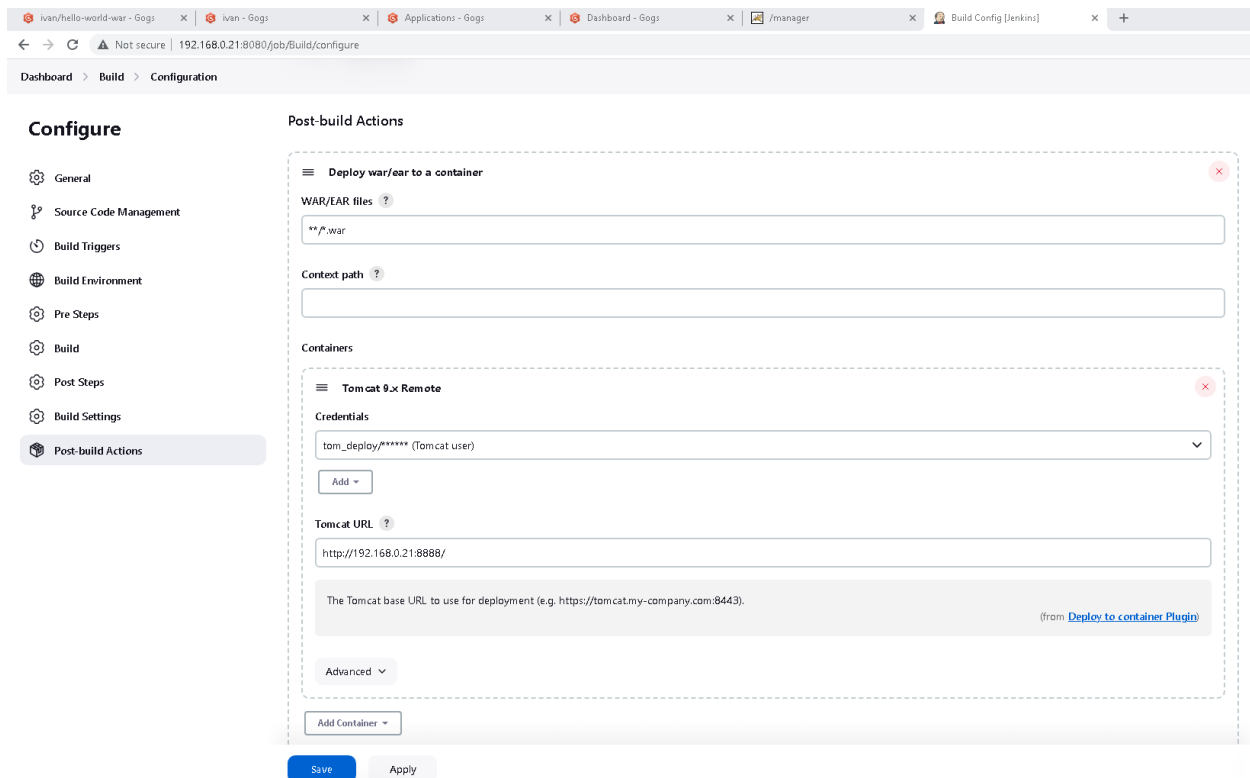 ivan/hello-world-war - Gogs
ivan - Gogs
Applications - Gogs
Dashboard - Gogs
/manager
Build Config [Jenkins]
Not secure | 192.168.0.21:8080/job/Build/configure
Dashboard > Build > Configuration
Configure
General
Source Code Management
Build Triggers
Build Environment
Pre Steps
Build
Post Steps
Build Settings
Post-build Actions
Post-build Actions
Deploy war/ear to a container
WAR/EAR files ?
**/*.war
Context path ?
Containers
Tomcat 9.x Remote
Credentials
tom_deploy/****** (Tomcat user)
Add
Tomcat URL ?
http://192.168.0.21:8888/
The Tomcat base URL to use for deployment (e.g. https://tomcat.my-company.com:8443).
(from Deploy to container Plugin)
Advanced
Add Container
Save Apply